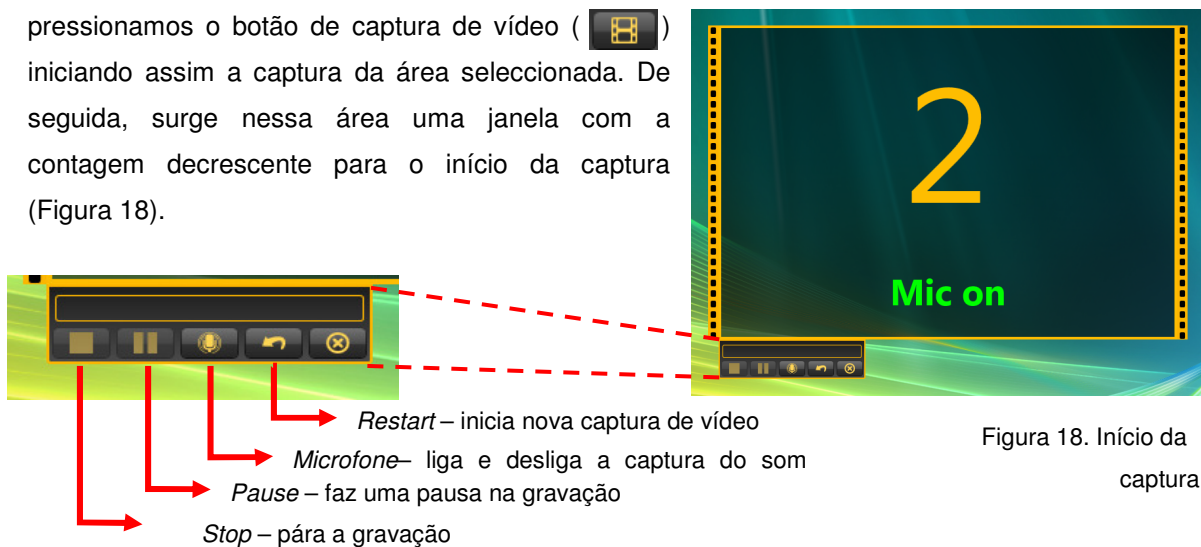 pressionamos o botão de captura de vídeo ( )
iniciando assim a captura da área seleccionada. De
seguida, surge nessa área uma janela com a
contagem decrescente para o início da captura
(Figura 18).
2
Mic on
Restart – inicia nova captura de vídeo
Microfone– liga e desliga a captura do som
Pause – faz uma pausa na gravação
Stop – pára a gravação
Figura 18. Início da
captura